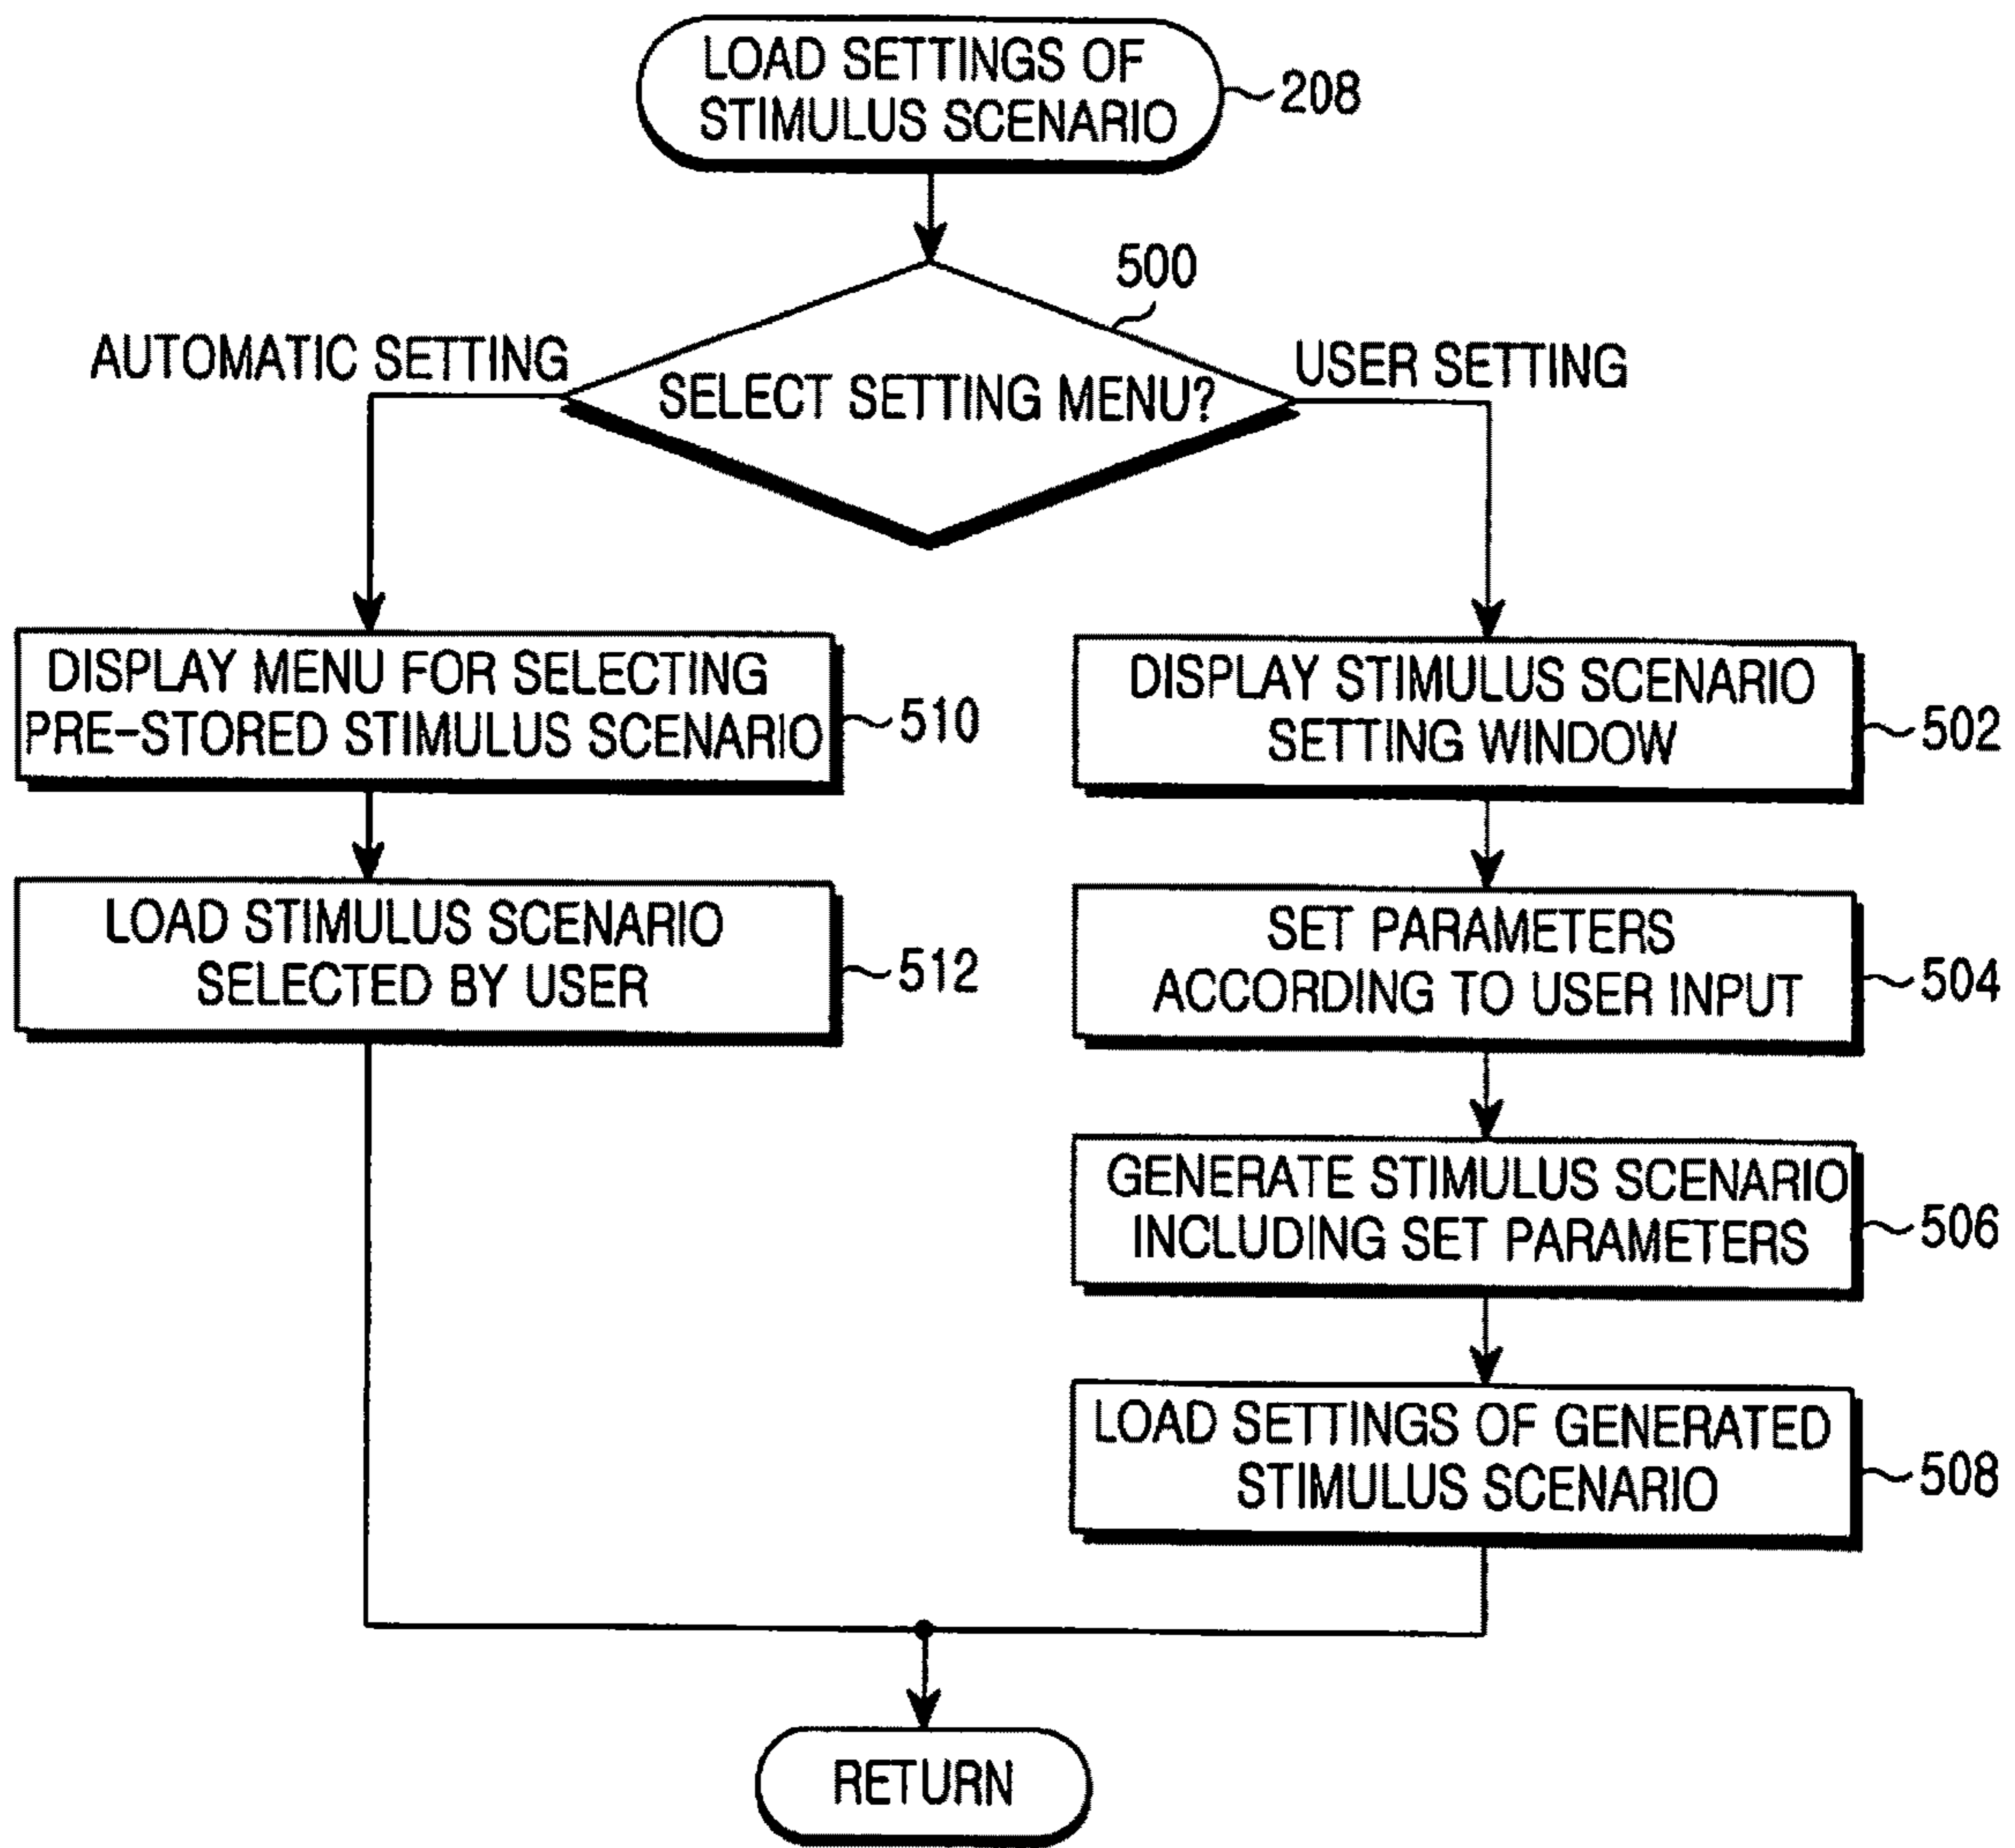 LOAD SETTINGS OF
STIMULUS SCENARIO
208
500
AUTOMATIC SETTING
USER SETTING
SELECT SETTING MENU?
DISPLAY MENU FOR SELECTING
PRE-STORED STIMULUS SCENARIO
510
LOAD STIMULUS SCENARIO
SELECTED BY USER
512
DISPLAY STIMULUS SCENARIO
SETTING WINDOW
502
SET PARAMETERS
ACCORDING TO USER INPUT
504
GENERATE STIMULUS SCENARIO
INCLUDING SET PARAMETERS
506
LOAD SETTINGS OF GENERATED
STIMULUS SCENARIO
508
RETURN